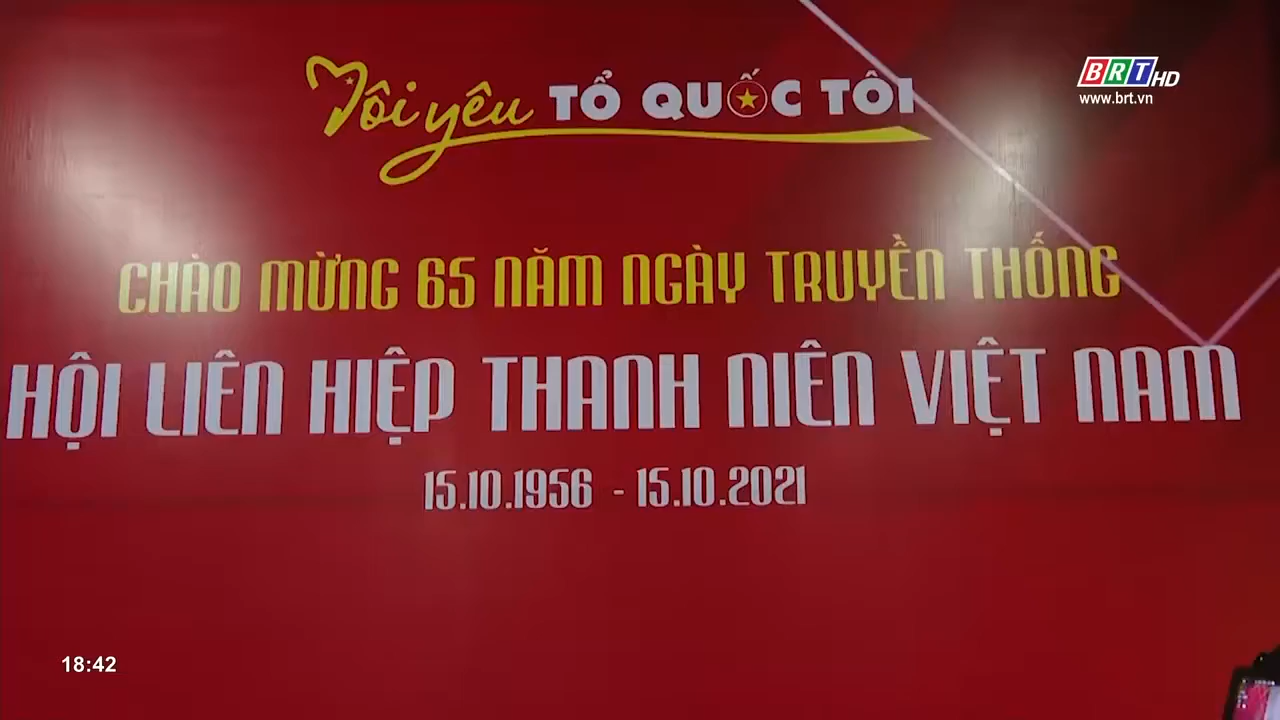 Tôi yêu TỔ QUỐC TÔI
BRT HD
www.brt.vn
CHÀO MỪNG 65 NĂM NGÀY TRUYỀN THỐNG
HỘI LIÊN HIỆP THANH NIÊN VIỆT NAM
15.10.1956 - 15.10.2021
18:42